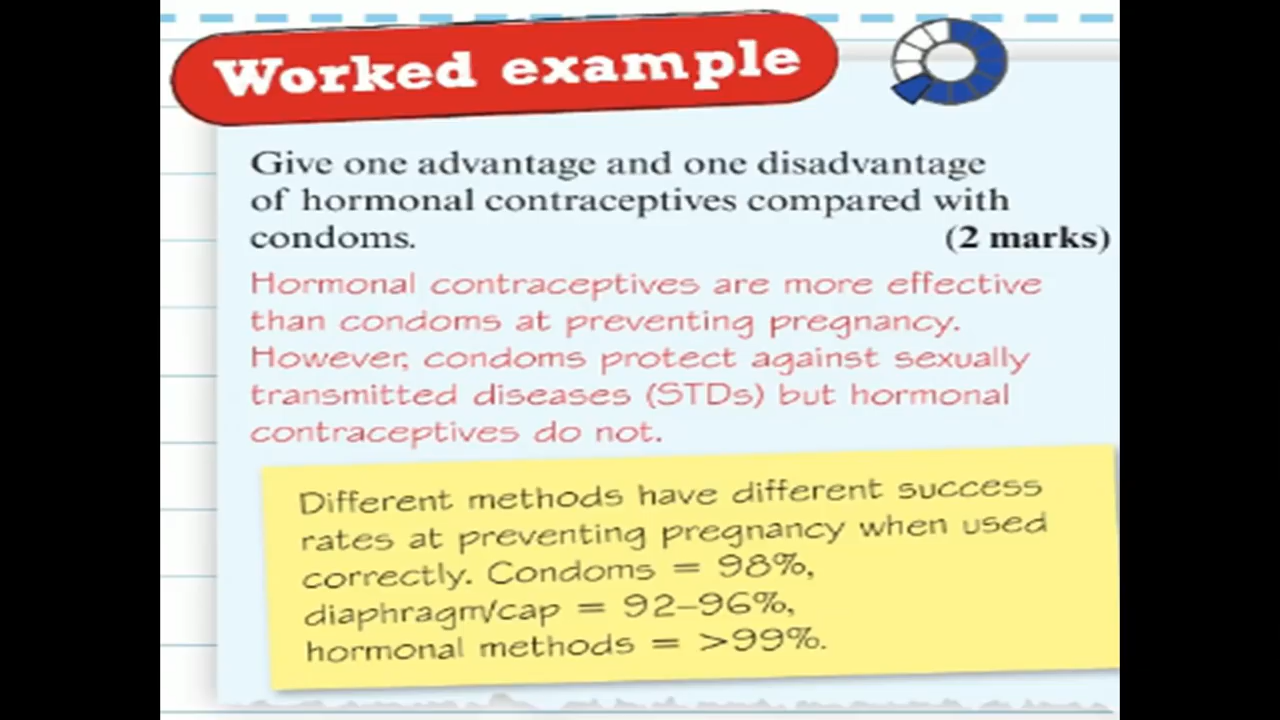 Worked example
Give one advantage and one disadvantage
of hormonal contraceptives compared with
condoms. (2 marks)
Hormonal contraceptives are more effective
than condoms at preventing pregnancy.
However, condoms protect against sexually
transmitted diseases (STDs) but hormonal
contraceptives do not.
Different methods have different success
rates at preventing pregnancy when used
correctly. Condoms = 98%,
diaphragm/cap = 92–96%,
hormonal methods = >99%.